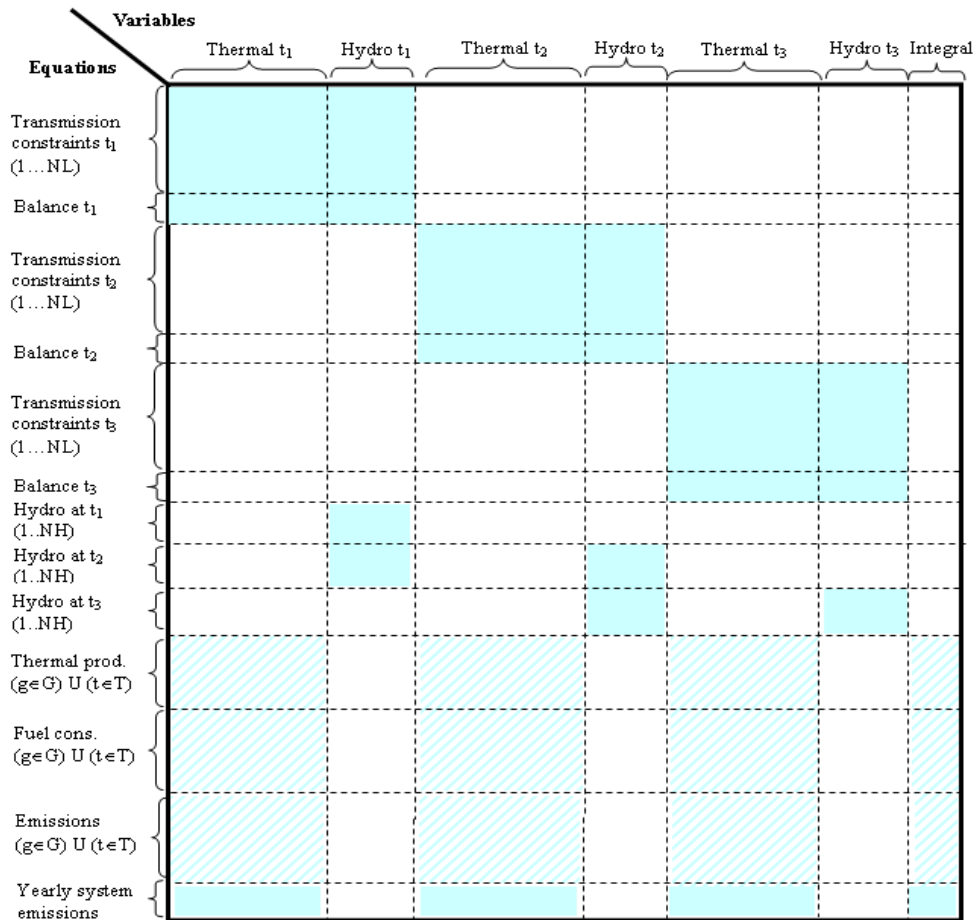 Variables
Thermal t1 Hydro t1 Thermal t2 Hydro t2 Thermal t3 Hydro t3 Integral
Equations
Transmission
constraints t1
(1...NL)
Balance t1
Transmission
constraints t2
(1...NL)
Balance t2
Transmission
constraints t3
(1...NL)
Balance t3
Hydro at t1
(1..NH)
Hydro at t2
(1..NH)
Hydro at t3
(1..NH)
Thermal prod.
(g∈G) U (t∈T)
Fuel cons.
(g∈G) U (t∈T)
Emissions
(g∈G) U (t∈T)
Yearly system
emissions